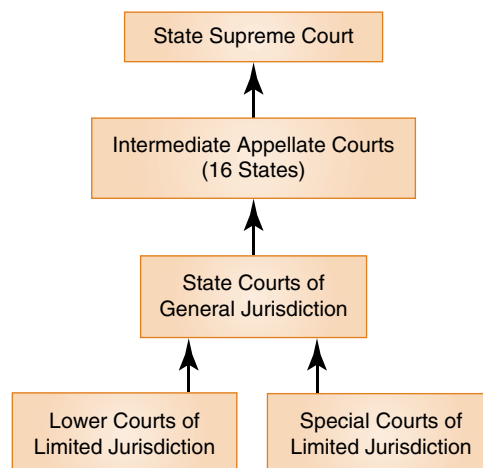 State Supreme Court
Intermediate Appellate Courts
(16 States)
State Courts of
General Jurisdiction
Lower Courts of
Limited Jurisdiction
Special Courts of
Limited Jurisdiction